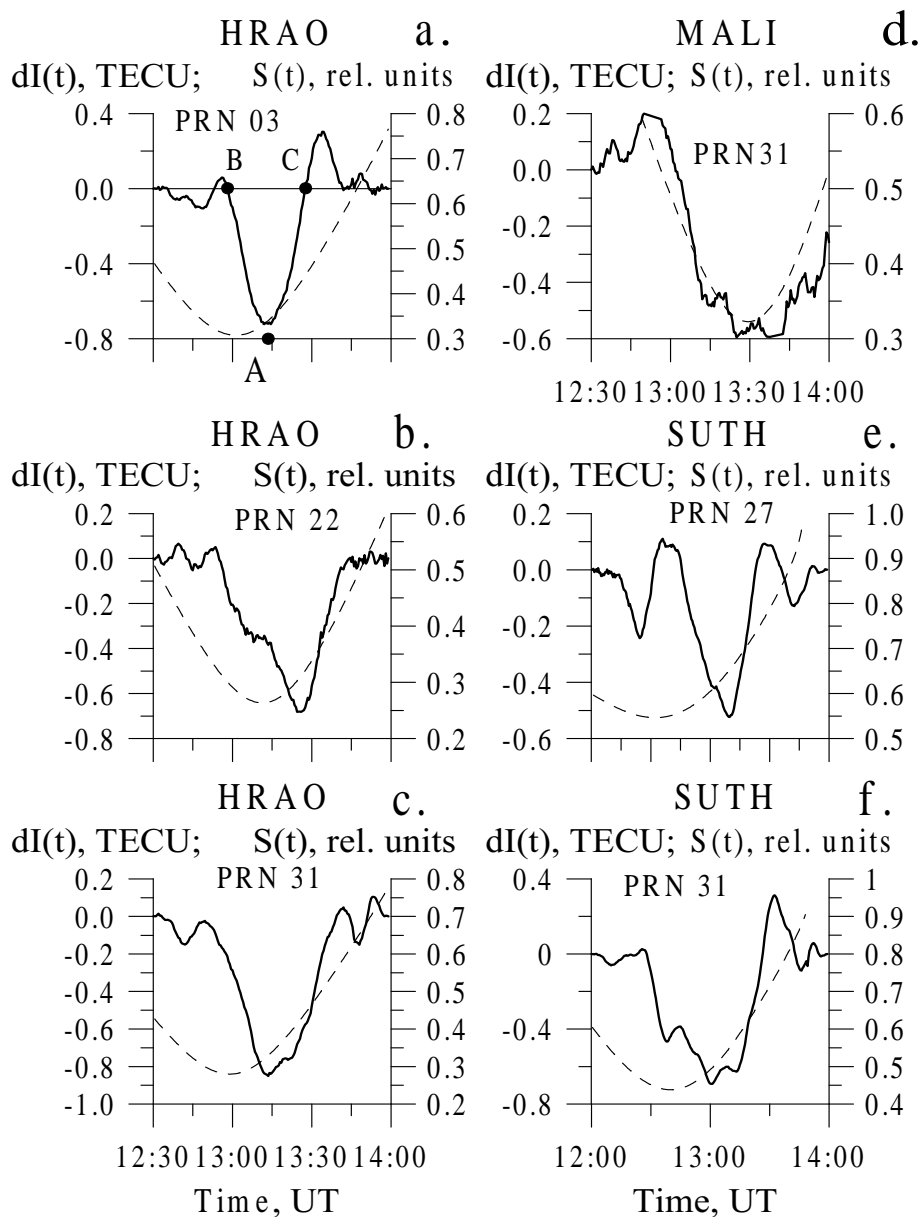 HRAO a.
dI(t), TECU; S(t), rel. units
PRN 03
0.4
0.0
-0.4
-0.8
B
C
A
0.8
0.7
0.6
0.5
0.4
0.3
MALI d.
dI(t), TECU; S(t), rel. units
PRN31
0.2
0.0
-0.2
-0.4
-0.6
0.6
0.5
0.4
0.3
12:30 13:00 13:30 14:00
HRAO b.
dI(t), TECU; S(t), rel. units
PRN 22
0.2
0.0
-0.2
-0.4
-0.6
-0.8
0.6
0.5
0.4
0.3
0.2
SUTH e.
dI(t), TECU; S(t), rel. units
PRN 27
0.2
0.0
-0.2
-0.4
-0.6
1.0
0.9
0.8
0.7
0.6
0.5
HRAO c.
dI(t), TECU; S(t), rel. units
PRN 31
0.2
0.0
-0.2
-0.4
-0.6
-0.8
-1.0
0.8
0.7
0.6
0.5
0.4
0.3
0.2
12:30 13:00 13:30 14:00
Time, UT
SUTH f.
dI(t), TECU; S(t), rel. units
PRN 31
0.4
0
-0.4
-0.8
1
0.9
0.8
0.7
0.6
0.5
0.4
12:00 13:00 14:00
Time, UT